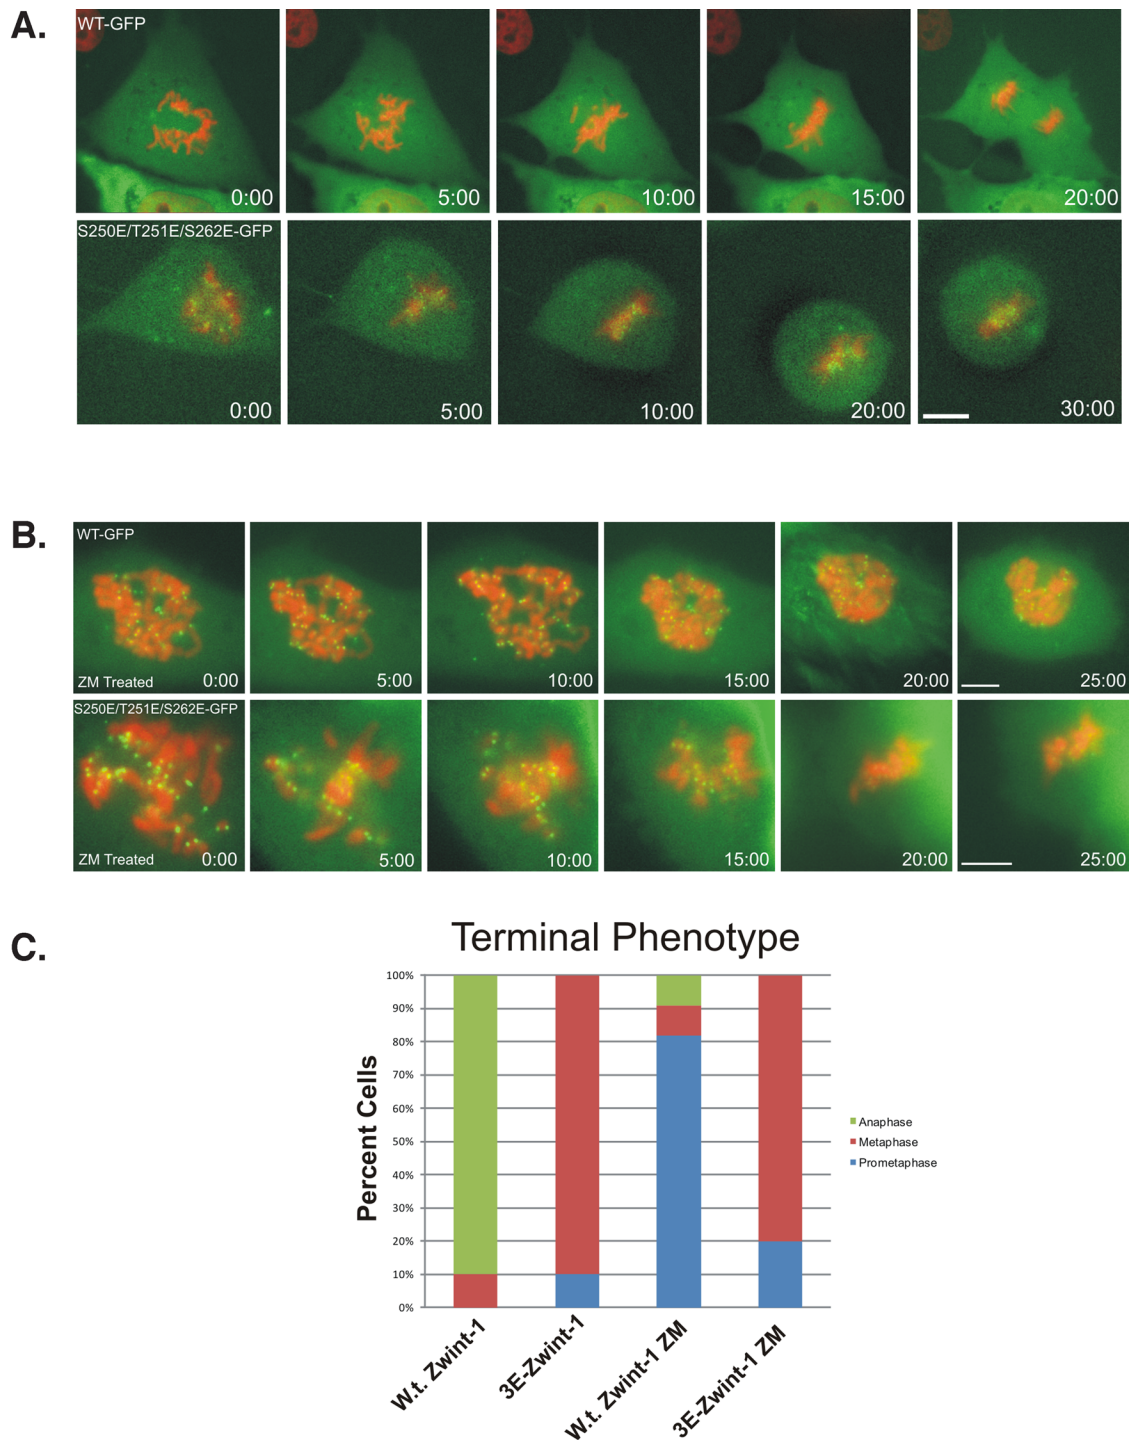 A.
WT-GFP
0:00
5:00
10:00
15:00
20:00
S250E/T251E/S262E-GFP
0:00
5:00
10:00
20:00
30:00
B.
WT-GFP
ZM Treated
0:00
5:00
10:00
15:00
20:00
25:00
S250E/T251E/S262E-GFP
ZM Treated
0:00
5:00
10:00
15:00
20:00
25:00
C.
Terminal Phenotype
Percent Cells
100%
90%
80%
70%
60%
50%
40%
30%
20%
10%
0%
Anaphase
Metaphase
Prometaphase
W.t. Zwint-1
3E-Zwint-1
W.t. Zwint-1 ZM
3E-Zwint-1 ZM